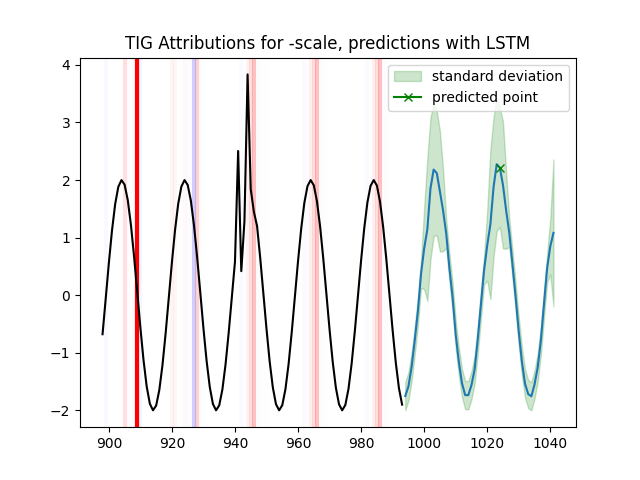 TIG Attributions for -scale, predictions with LSTM
4
3
2
1
0
−1
−2
standard deviation
predicted point
900 920 940 960 980 1000 1020 1040